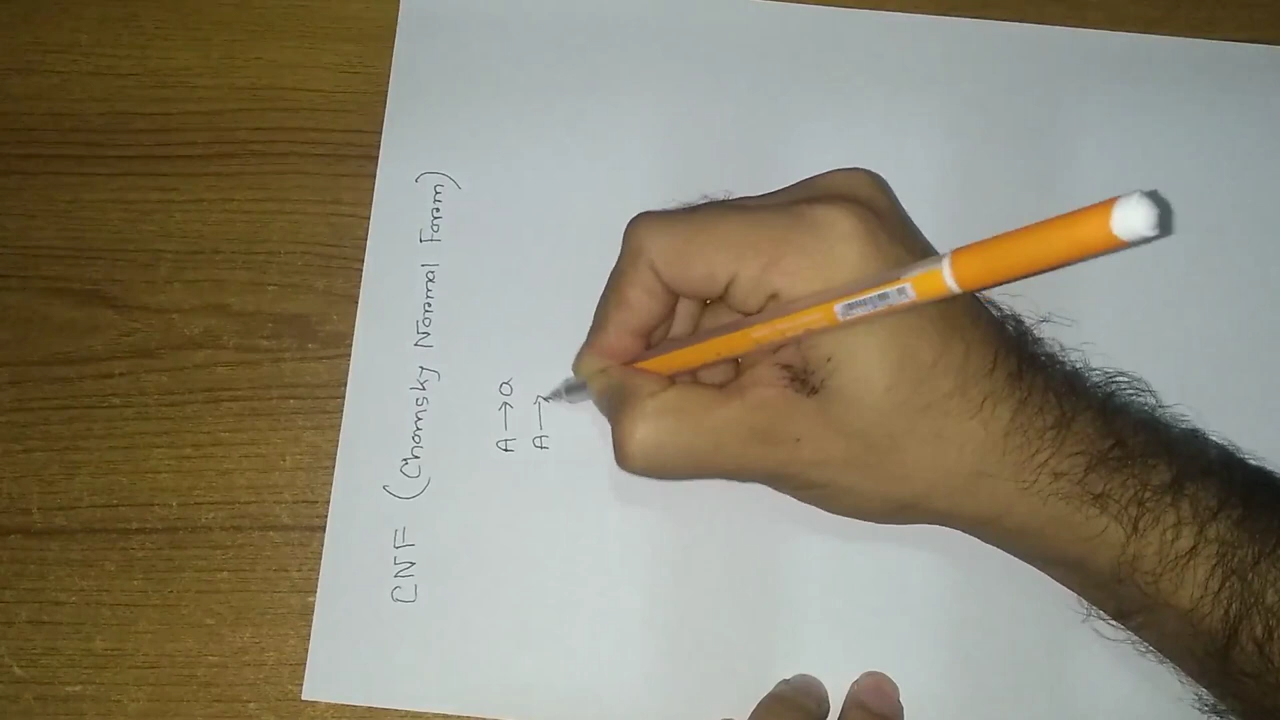 CNF (Chomsky Normal Form)
A → a
A →